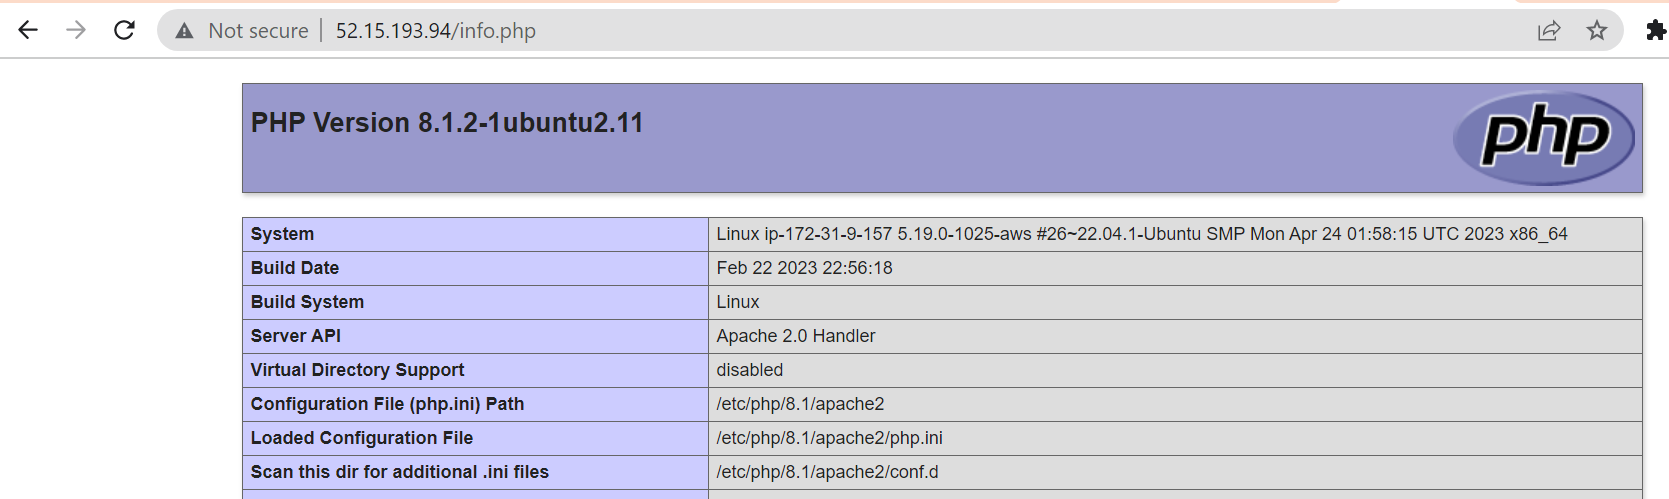 Not secure 52.15.193.94/info.php
PHP Version 8.1.2-1ubuntu2.11
php
System Linux ip-172-31-9-157 5.19.0-1025-aws #26~22.04.1-Ubuntu SMP Mon Apr 24 01:58:15 UTC 2023 x86_64
Build Date Feb 22 2023 22:56:18
Build System Linux
Server API Apache 2.0 Handler
Virtual Directory Support disabled
Configuration File (php.ini) Path /etc/php/8.1/apache2
Loaded Configuration File /etc/php/8.1/apache2/php.ini
Scan this dir for additional .ini files /etc/php/8.1/apache2/conf.d